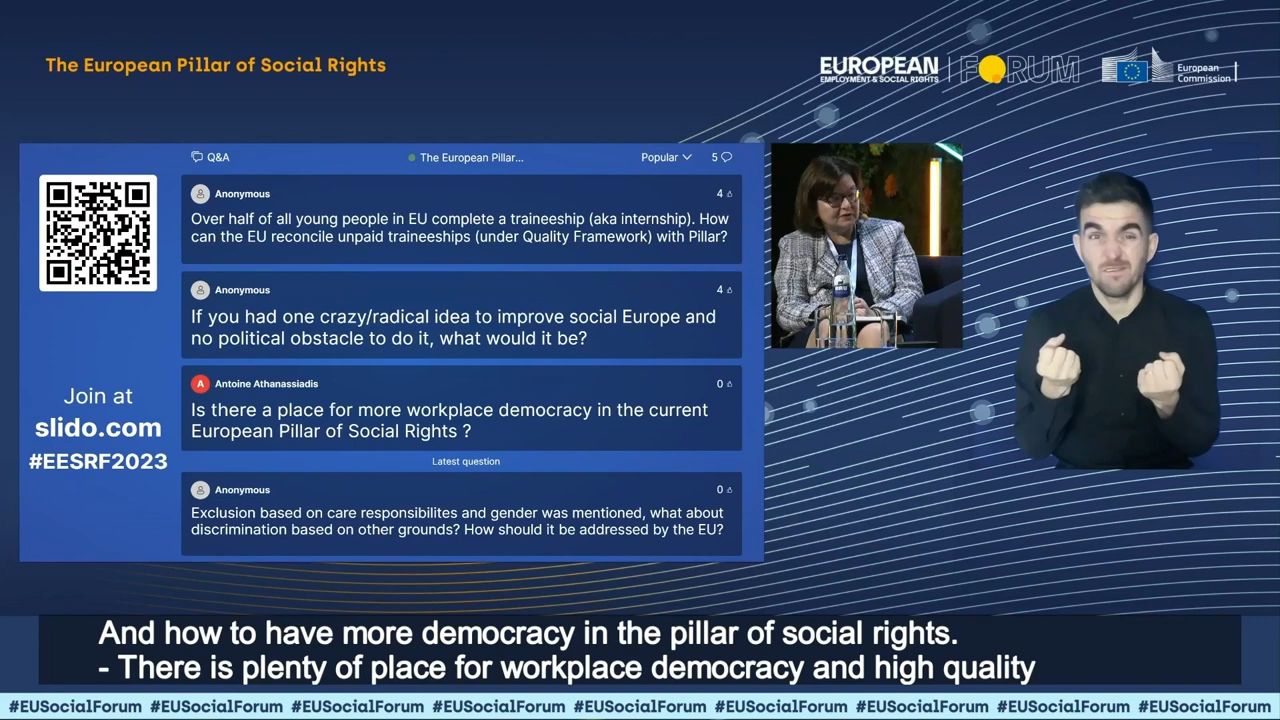 The European Pillar of Social Rights
EUROPEAN
EMPLOYMENT & SOCIAL RIGHTS
FORUM
European
Commission
Q&A
The European Pillar...
Popular
5
Anonymous
4
Over half of all young people in EU complete a traineeship (aka internship). How
can the EU reconcile unpaid traineeships (under Quality Framework) with Pillar?
Anonymous
4
If you had one crazy/radical idea to improve social Europe and
no political obstacle to do it, what would it be?
A
Antoine Athanassiadis
0
Is there a place for more workplace democracy in the current
European Pillar of Social Rights ?
Latest question
Anonymous
0
Exclusion based on care responsibilites and gender was mentioned, what about
discrimination based on other grounds? How should it be addressed by the EU?
Join at
slido.com
#EESRF2023
And how to have more democracy in the pillar of social rights.
- There is plenty of place for workplace democracy and high quality
#EUSocialForum #EUSocialForum #EUSocialForum #EUSocialForum #EUSocialForum #EUSocialForum #EUSocialForum #EUSocialForum #EUSocialForum